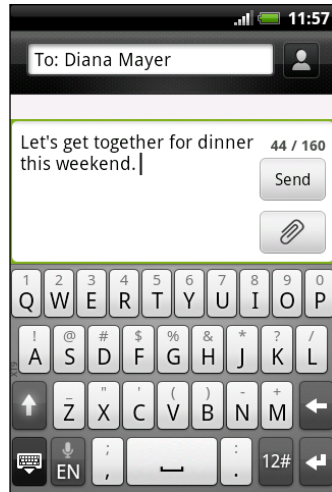 11:57
To: Diana Mayer
Let's get together for dinner
this weekend.
44 / 160
Send
1 2 3 4 5 6 7 8 9 0
Q W E R T Y U I O P
! @ # $ % & * ? /
A S D F G H J K L
_ " ' ( ) - +
Z X C V B N M
EN ; , : . 12#